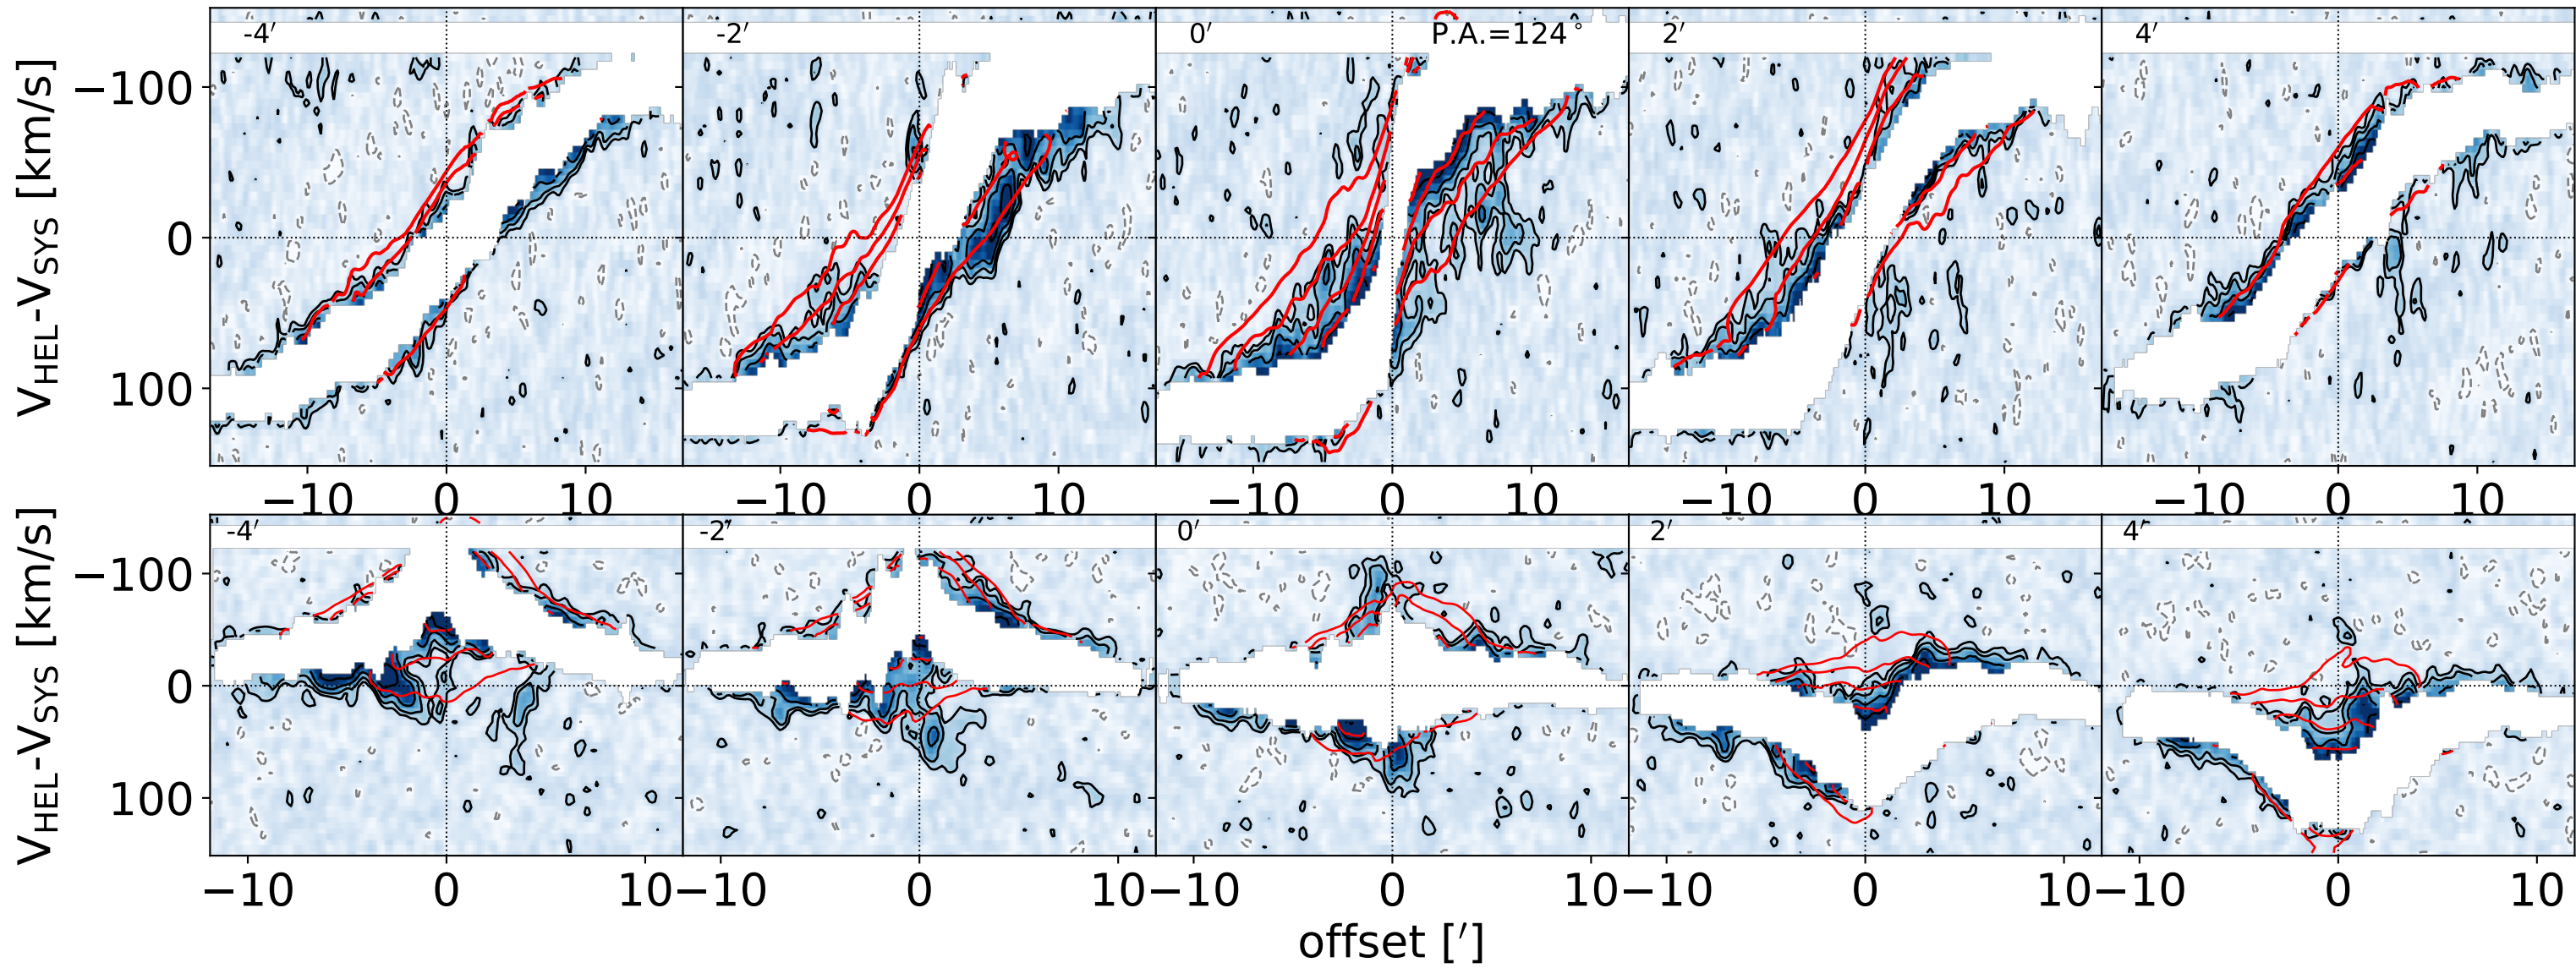 -4′ -2′ 0′ P.A.=124° 2′ 4′
V_HEL-V_SYS [km/s]
−100
0
100
−10 0 10 −10 0 10 −10 0 10 −10 0 10 −10 0 10
-4′ -2′ 0′ 2′ 4′
V_HEL-V_SYS [km/s]
−100
0
100
−10 0 10 −10 0 10 −10 0 10 −10 0 10 −10 0 10
offset [′]